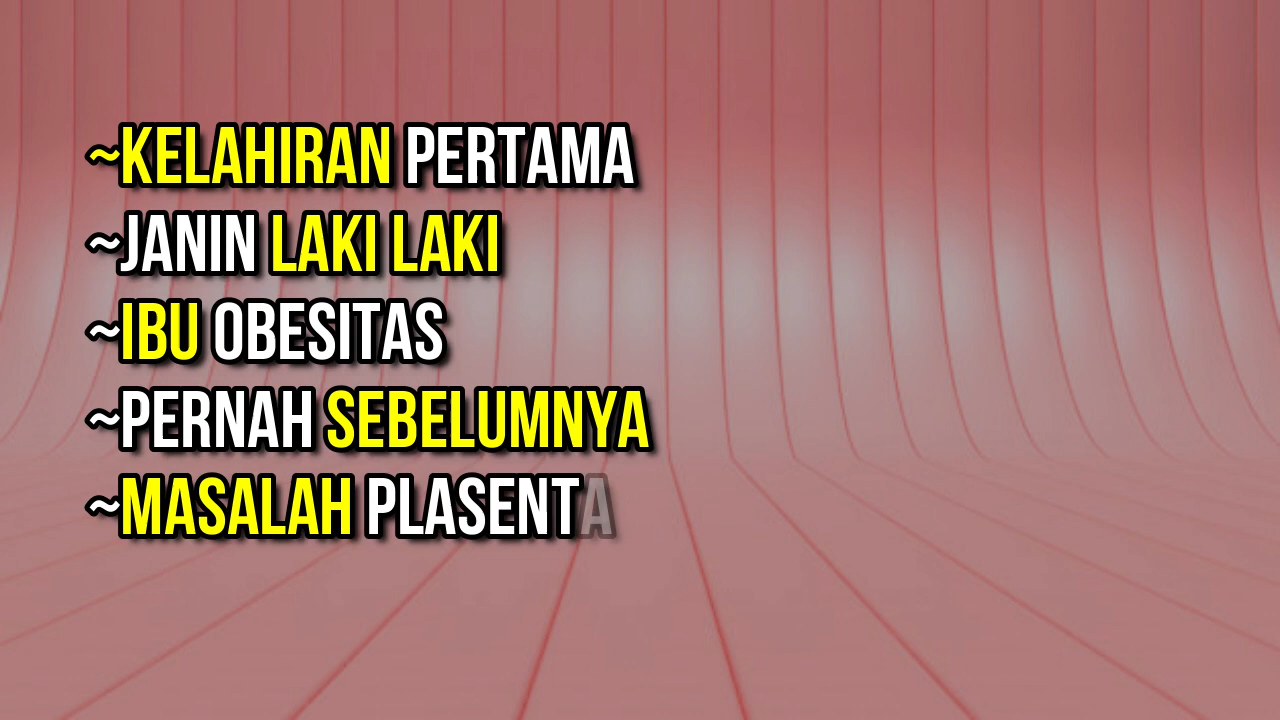 ~KELAHIRAN PERTAMA
~JANIN LAKI LAKI
~IBU OBESITAS
~PERNAH SEBELUMNYA
~MASALAH PLASENTA